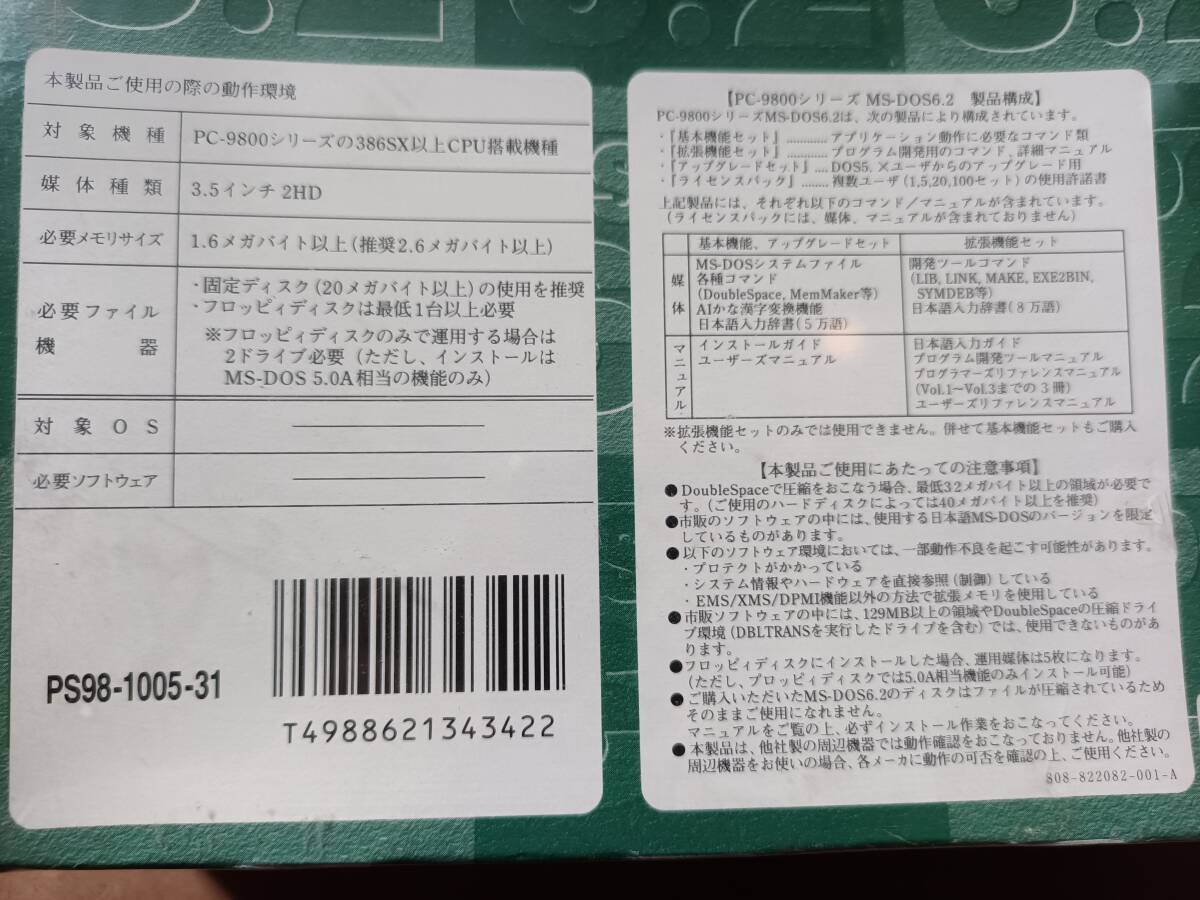 6.2 6.2 6.2
本製品ご使用の際の動作環境
対象機種 PC-9800シリーズの386SX以上CPU搭載機種
媒体種類 3.5インチ 2HD
必要メモリサイズ 1.6メガバイト以上(推奨2.6メガバイト以上)
必要ファイル機器
・固定ディスク(20メガバイト以上)の使用を推奨
・フロッピィディスクは最低1台以上必要
※フロッピィディスクのみで運用する場合は
2ドライブ必要(ただし、インストールは
MS-DOS 5.0A相当の機能のみ)
対象OS
必要ソフトウェア
PS98-1005-31
T4988621343422
【PC-9800シリーズ MS-DOS6.2 製品構成】
PC-9800シリーズMS-DOS6.2は、次の製品により構成されています。
・『基本機能セット』............アプリケーション動作に必要なコマンド類
・『拡張機能セット』............プログラム開発用のコマンド、詳細マニュアル
・『アップグレードセット』....DOS5.×ユーザからのアップグレード用
・『ライセンスパック』........複数ユーザ(1,5,20,100セット)の使用許諾書
上記製品には、それぞれ以下のコマンド/マニュアルが含まれています。
(ライセンスパックには、媒体、マニュアルが含まれておりません)
基本機能、アップグレードセット 拡張機能セット
媒体
MS-DOSシステムファイル
各種コマンド
(DoubleSpace, MemMaker等)
AIかな漢字変換機能
日本語入力辞書(5万語)
開発ツールコマンド
(LIB, LINK, MAKE, EXE2BIN,
SYMDEB等)
日本語入力辞書(8万語)
マニュアル
インストールガイド
ユーザーズマニュアル
日本語入力ガイド
プログラム開発ツールマニュアル
プログラマーズリファレンスマニュアル
(Vol.1～Vol.3までの3冊)
ユーザーズリファレンスマニュアル
※拡張機能セットのみでは使用できません。併せて基本機能セットもご購入
ください。
【本製品ご使用にあたっての注意事項】
●DoubleSpaceで圧縮をおこなう場合、最低32メガバイト以上の領域が必要で
す。(ご使用のハードディスクによっては40メガバイト以上を推奨)
●市販のソフトウェアの中には、使用する日本語MS-DOSのバージョンを限定
しているものがあります。
●以下のソフトウェア環境においては、一部動作不良を起こす可能性があります。
・プロテクトがかかっている
・システム情報やハードウェアを直接参照(制御)している
・EMS/XMS/DPMI機能以外の方法で拡張メモリを使用している
●市販ソフトウェアの中には、129MB以上の領域やDoubleSpaceの圧縮ドライ
ブ環境(DBLTRANSを実行したドライブを含む)では、使用できないものがあ
ります。
●フロッピィディスクにインストールした場合、運用媒体は5枚になります。
(ただし、フロッピィディスクでは5.0A相当機能のみインストール可能)
●ご購入いただいたMS-DOS6.2のディスクはファイルが圧縮されているため
そのままご使用になれません。
マニュアルをご覧の上、必ずインストール作業をおこなってください。
●本製品は、他社製の周辺機器では動作確認をおこなっておりません。他社製の
周辺機器をお使いの場合、各メーカに動作の可否を確認の上、ご使用ください。
808-822082-001-A